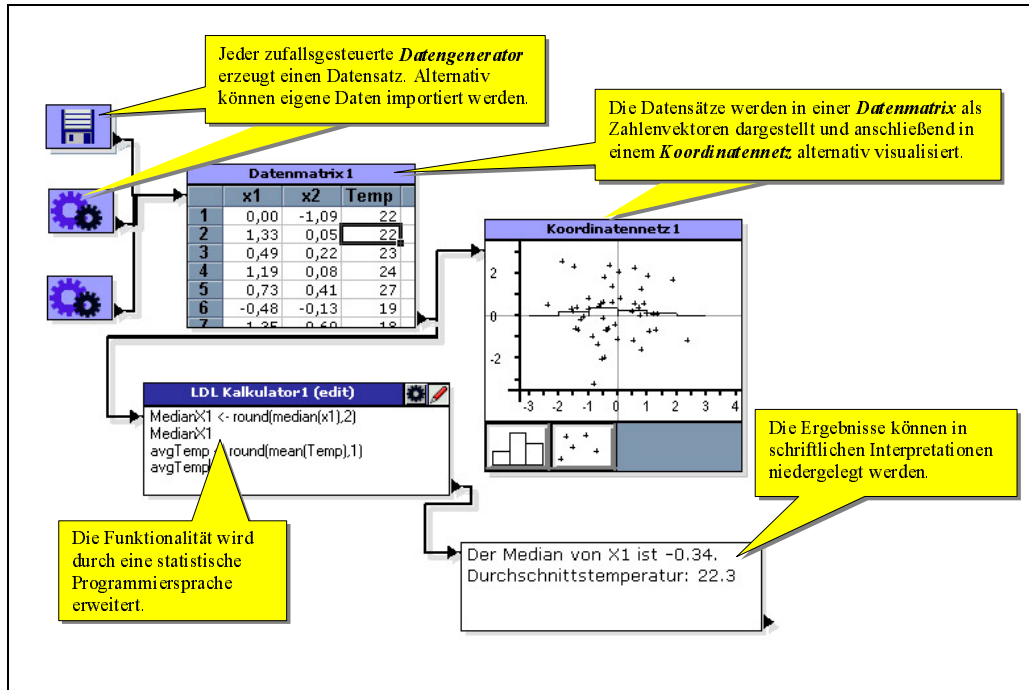 Jeder zufallsgesteuerte Datengenerator
erzeugt einen Datensatz. Alternativ
können eigene Daten importiert werden.
Die Datensätze werden in einer Datenmatrix als
Zahlenvektoren dargestellt und anschließend in
einem Koordinatennetz alternativ visualisiert.
Datenmatrix1
x1 x2 Temp
1 0,00 -1,09 22
2 1,33 0,05 22
3 0,49 0,22 23
4 1,19 0,08 24
5 0,73 0,41 27
6 -0,48 -0,13 19
Koordinatennetz1
2
0
-2
-3 -2 -1 0 1 2 3 4
LDL Kalkulator1 (edit)
MedianX1 <- round(median(x1),2)
MedianX1
avgTemp round(mean(Temp),1)
avgTemp
Die Ergebnisse können in
schriftlichen Interpretationen
niedergelegt werden.
Die Funktionalität wird
durch eine statistische
Programmiersprache
erweitert.
Der Median von X1 ist -0.34.
Durchschnittstemperatur: 22.3